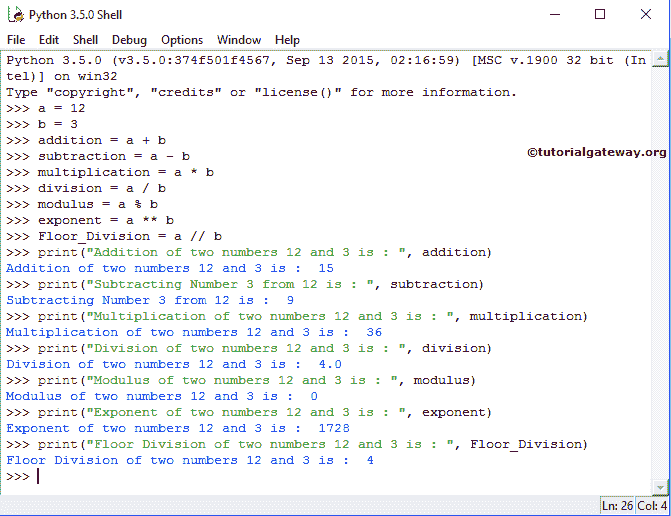 Python 3.5.0 Shell
File Edit Shell Debug Options Window Help
Python 3.5.0 (v3.5.0:374f501f4567, Sep 13 2015, 02:16:59) [MSC v.1900 32 bit (In
tel)] on win32
Type "copyright", "credits" or "license()" for more information.
>>> a = 12
>>> b = 3
>>> addition = a + b
©tutorialgateway.org
>>> subtraction = a - b
>>> multiplication = a * b
>>> division = a / b
>>> modulus = a % b
>>> exponent = a ** b
>>> Floor_Division = a // b
>>> print("Addition of two numbers 12 and 3 is : ", addition)
Addition of two numbers 12 and 3 is :  15
>>> print("Subtracting Number 3 from 12 is : ", subtraction)
Subtracting Number 3 from 12 is :  9
>>> print("Multiplication of two numbers 12 and 3 is : ", multiplication)
Multiplication of two numbers 12 and 3 is :  36
>>> print("Division of two numbers 12 and 3 is : ", division)
Division of two numbers 12 and 3 is :  4.0
>>> print("Modulus of two numbers 12 and 3 is : ", modulus)
Modulus of two numbers 12 and 3 is :  0
>>> print("Exponent of two numbers 12 and 3 is : ", exponent)
Exponent of two numbers 12 and 3 is :  1728
>>> print("Floor Division of two numbers 12 and 3 is : ", Floor_Division)
Floor Division of two numbers 12 and 3 is :  4
>>>
Ln: 26 Col: 4